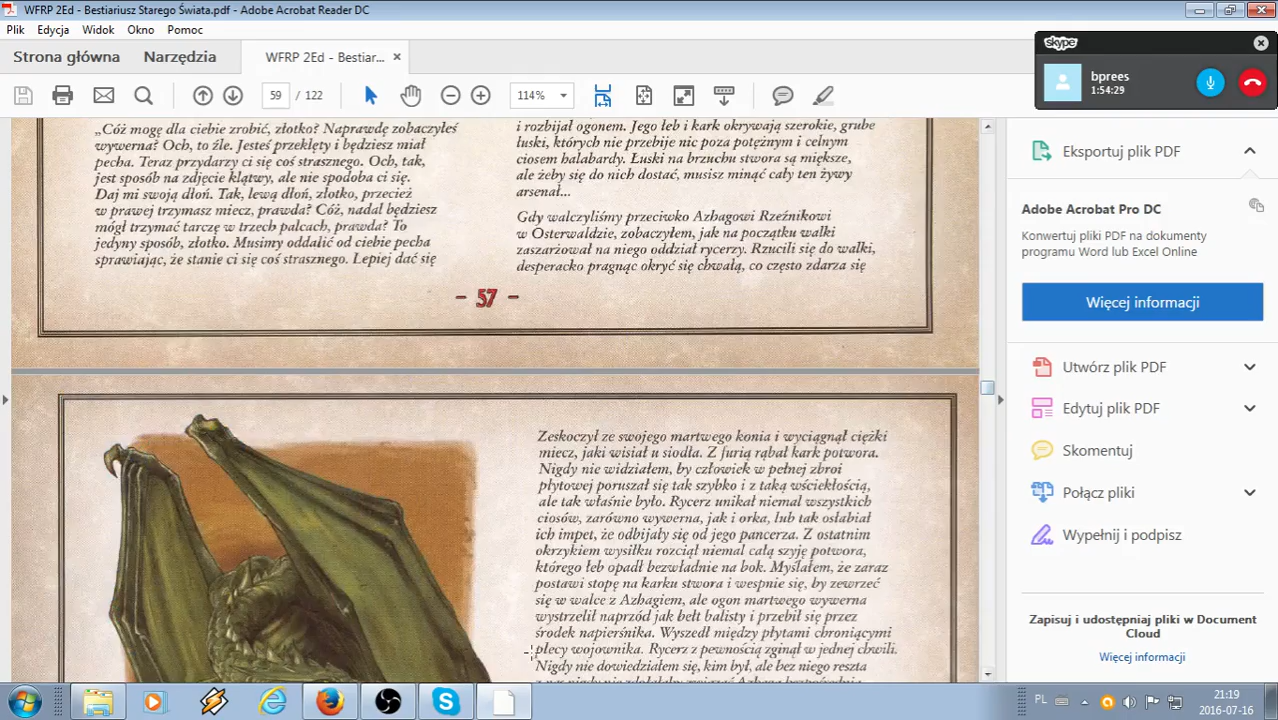 WFRP 2Ed - Bestiariusz Starego Świata.pdf - Adobe Acrobat Reader DC
Plik Edycja Widok Okno Pomoc
Strona główna Narzędzia WFRP 2Ed - Bestiar... ×
59 / 122 114%
skype
bprees
1:54:29
„Cóż mogę dla ciebie zrobić, złotko? Naprawdę zobaczyłeś
wywerna? Och, to źle. Jesteś przeklęty i będziesz miał
pecha. Teraz przydarzy ci się coś strasznego. Och, tak,
jest sposób na zdjęcie klątwy, ale nie spodoba ci się.
Daj mi swoją dłoń. Tak, lewą dłoń, złotko, przecież
w prawej trzymasz miecz, prawda? Cóż, nadal będziesz
mógł trzymać tarczę w trzech palcach, prawda? To
jedyny sposób, złotko. Musimy oddalić od ciebie pecha
sprawiając, że stanie ci się coś strasznego. Lepiej dać się
i rozbijał ogonem. Jego łeb i kark okrywają szerokie, grube
łuski, których nie przebije nic poza potężnym i celnym
ciosem halabardy. Łuski na brzuchu stwora są miększe,
ale żeby się do nich dostać, musisz minąć cały ten żywy
arsenał...
Gdy walczyliśmy przeciwko Azhagowi Rzeźnikowi
w Osterwaldzie, zobaczyłem, jak na początku walki
zaszarżował na niego oddział rycerzy. Rzucili się do walki,
desperacko pragnąc okryć się chwałą, co często zdarza się
- 57 -
Zeskoczył ze swojego martwego konia i wyciągnął ciężki
miecz, jaki wisiał u siodła. Z furią rąbał kark potwora.
Nigdy nie widziałem, by człowiek w pełnej zbroi
płytowej poruszał się tak szybko i z taką wściekłością,
ale tak właśnie było. Rycerz unikał niemal wszystkich
ciosów, zarówno wywerna, jak i orka, lub tak osłabiał
ich impet, że odbijały się od jego pancerza. Z ostatnim
okrzykiem wysiłku rozciął niemal całą szyję potwora,
którego łeb opadł bezwładnie na bok. Myślałem, że zaraz
postawi stopę na karku stwora i wespnie się, by zewrzeć
się w walce z Azhagiem, ale ogon martwego wywerna
wystrzelił naprzód jak bełt balisty i przebił się przez
środek napierśnika. Wyszedł między płytami chroniącymi
plecy wojownika. Rycerz z pewnością zginął w jednej chwili.
Nigdy nie dowiedziałem się, kim był, ale bez niego reszta
Eksportuj plik PDF
Adobe Acrobat Pro DC
Konwertuj pliki PDF na dokumenty
programu Word lub Excel Online
Więcej informacji
Utwórz plik PDF
Edytuj plik PDF
Skomentuj
Połącz pliki
Wypełnij i podpisz
Zapisuj i udostępniaj pliki w Document
Cloud
Więcej informacji
PL
21:19
2016-07-16